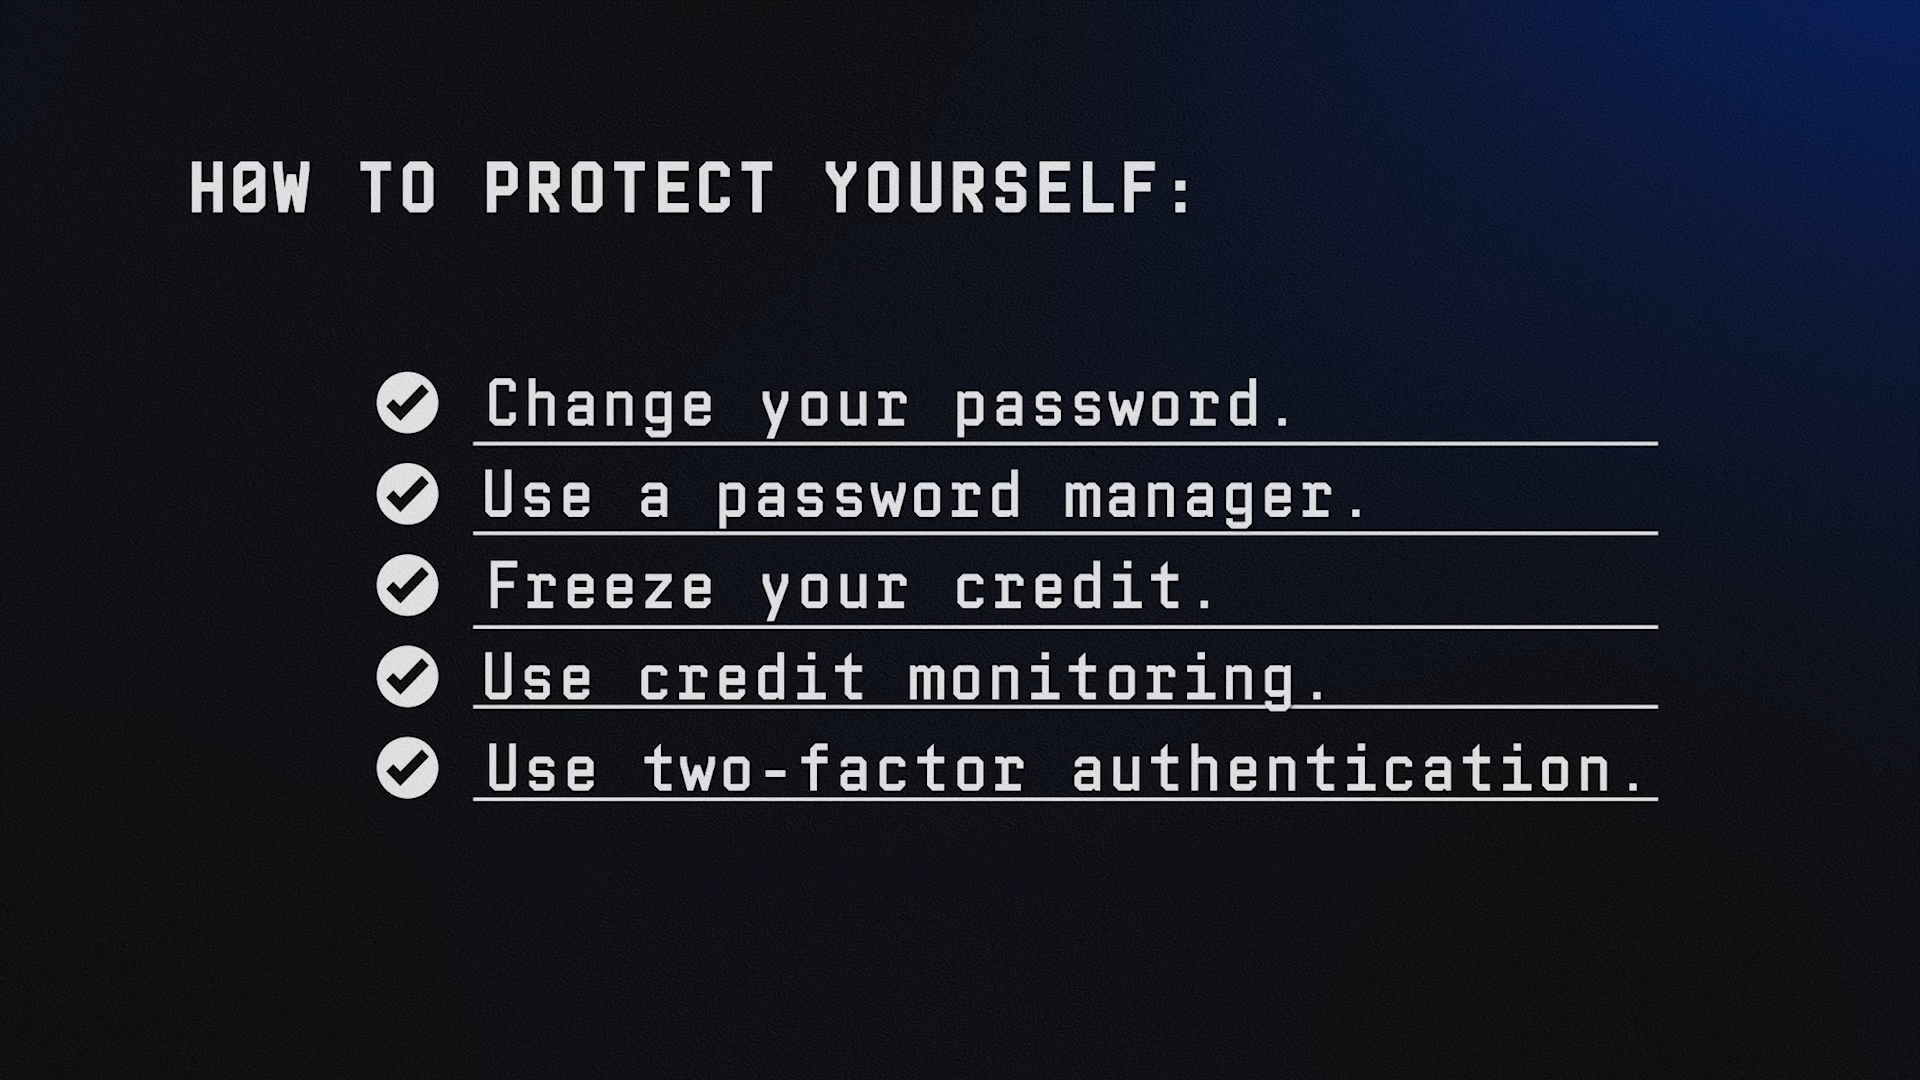 H0W TO PROTECT YOURSELF:
Change your password.
Use a password manager.
Freeze your credit.
Use credit monitoring.
Use two-factor authentication.